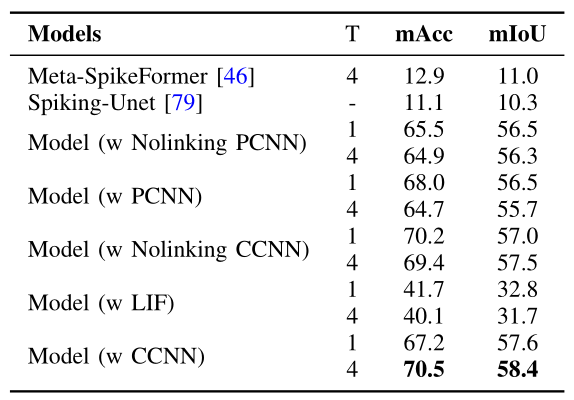 Models T mAcc mIoU
Meta-SpikeFormer [46] 4 12.9 11.0
Spiking-Unet [79] - 11.1 10.3
Model (w Nolinking PCNN) 1 65.5 56.5
4 64.9 56.3
Model (w PCNN) 1 68.0 56.5
4 64.7 55.7
Model (w Nolinking CCNN) 1 70.2 57.0
4 69.4 57.5
Model (w LIF) 1 41.7 32.8
4 40.1 31.7
Model (w CCNN) 1 67.2 57.6
4 70.5 58.4